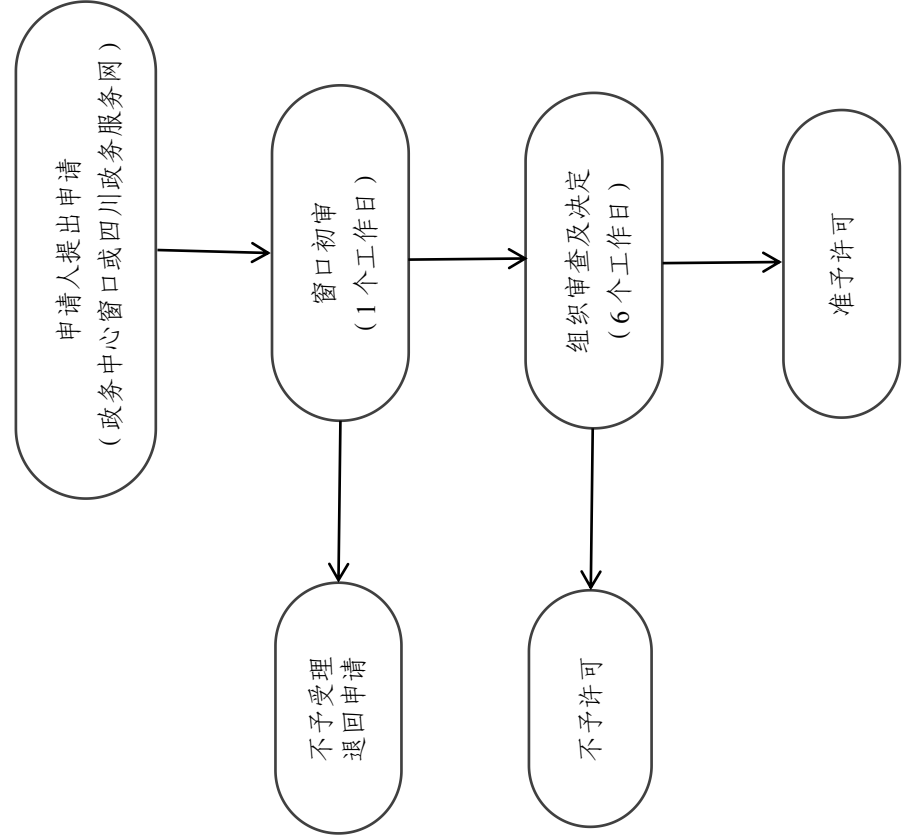 申请人提出申请
（政务中心窗口或四川政务服务网）
窗口初审
（1个工作日）
不予受理
退回申请
组织审查及决定
（6个工作日）
不予许可
准予许可